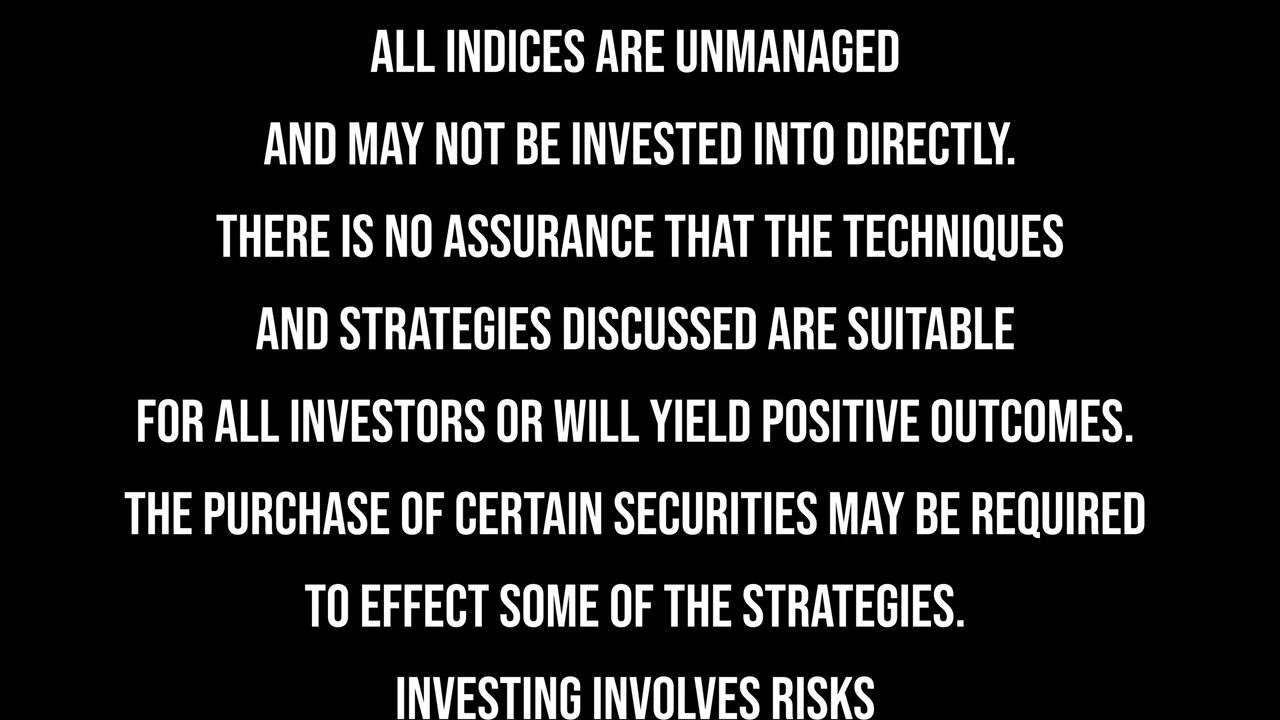 ALL INDICES ARE UNMANAGED
AND MAY NOT BE INVESTED INTO DIRECTLY.
THERE IS NO ASSURANCE THAT THE TECHNIQUES
AND STRATEGIES DISCUSSED ARE SUITABLE
FOR ALL INVESTORS OR WILL YIELD POSITIVE OUTCOMES.
THE PURCHASE OF CERTAIN SECURITIES MAY BE REQUIRED
TO EFFECT SOME OF THE STRATEGIES.
INVESTING INVOLVES RISKS